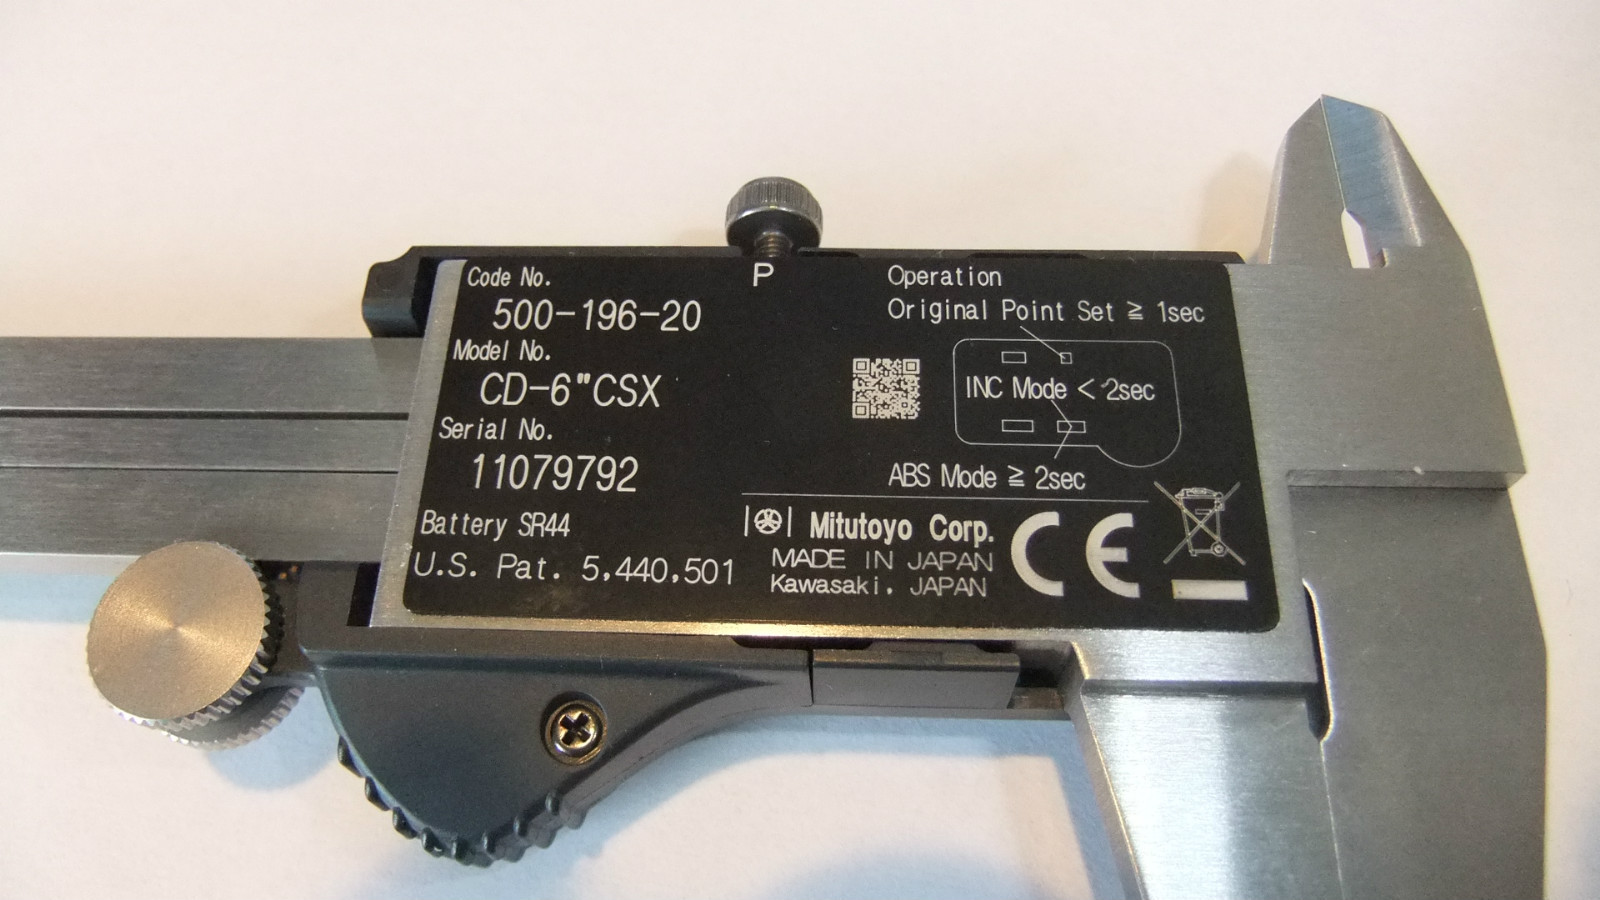 Code No.
500-196-20
Model No.
CD-6"CSX
Serial No.
11079792
Battery SR44
U.S. Pat. 5,440,501
P
Operation
Original Point Set ≧ 1sec
INC Mode < 2sec
ABS Mode ≧ 2sec
Mitutoyo Corp.
MADE IN JAPAN
Kawasaki, JAPAN
CE